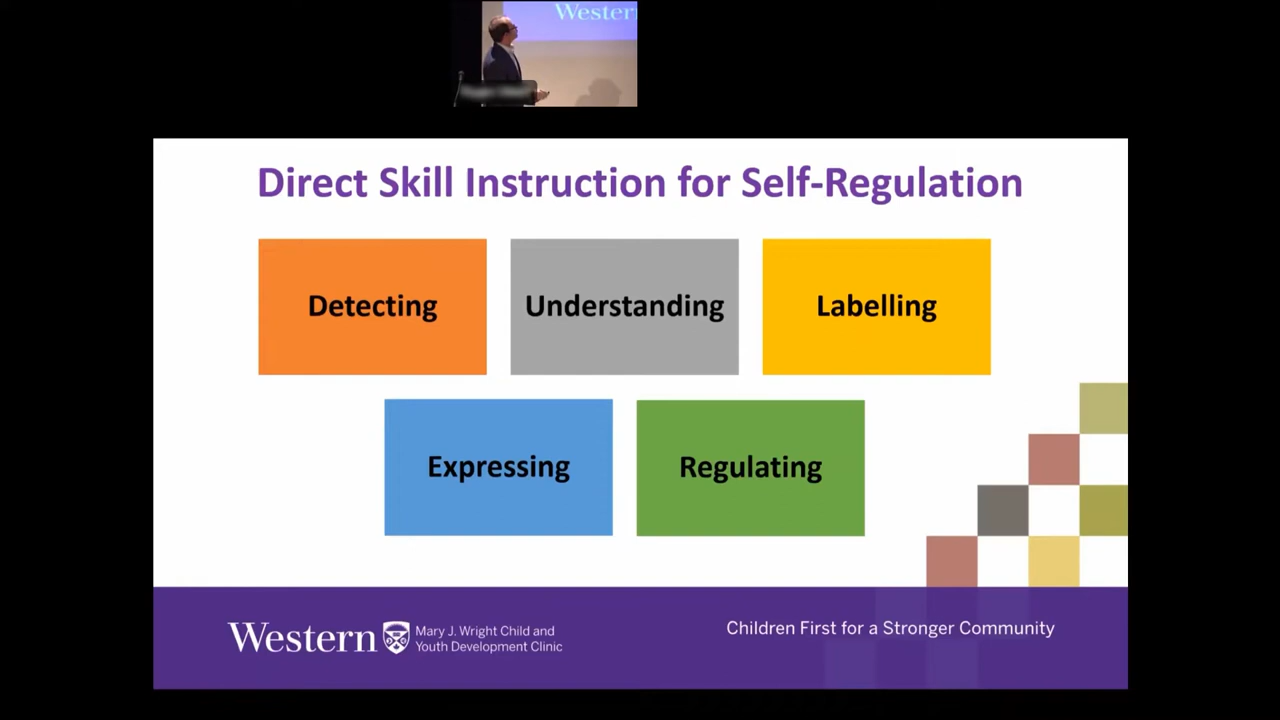 Western
Direct Skill Instruction for Self-Regulation
Detecting
Understanding
Labelling
Expressing
Regulating
Western
Mary J. Wright Child and
Youth Development Clinic
Children First for a Stronger Community